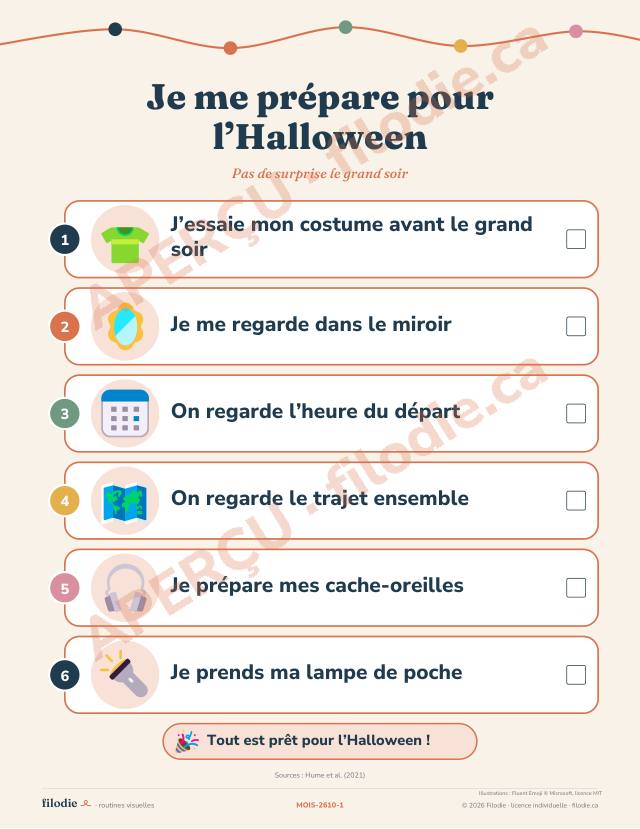 Je me prépare pour
l’Halloween
Pas de surprise le grand soir
1
J’essaie mon costume avant le grand
soir
2
Je me regarde dans le miroir
3
On regarde l’heure du départ
4
On regarde le trajet ensemble
5
Je prépare mes cache-oreilles
6
Je prends ma lampe de poche
Tout est prêt pour l’Halloween !
Sources : Hume et al. (2021)
Illustrations : Fluent Emoji © Microsoft, licence MIT
filodie · routines visuelles
MOIS-2610-1
© 2026 Filodie · licence individuelle · filodie.ca
APERÇU · filodie.ca
APERÇU · filodie.ca